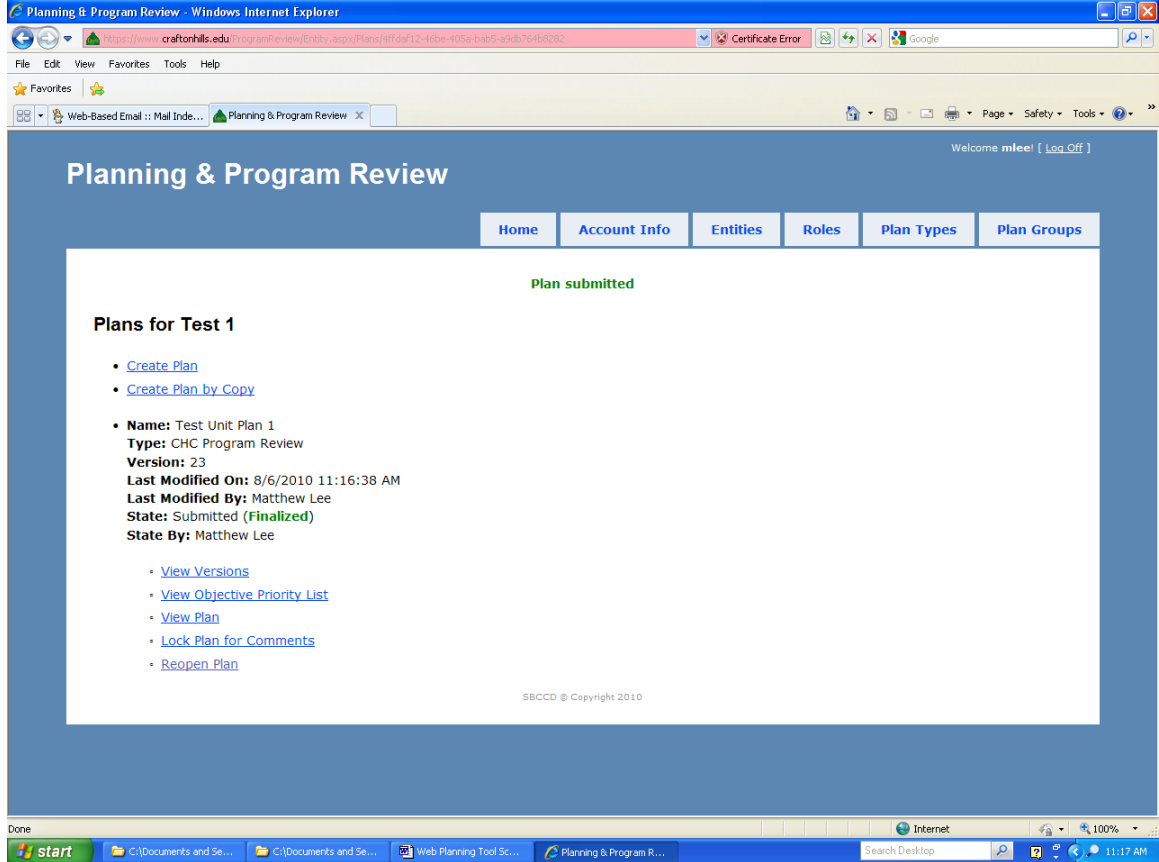 Planning & Program Review - Windows Internet Explorer
https://www.craftonhills.edu/ProgramReview/Entity.aspx/Plans/4ffdaf12-46be-405a-bab5-a9db764b8282
Certificate Error
Google
File Edit View Favorites Tools Help
Favorites
Web-Based Email :: Mail Inde...
Planning & Program Review
Page Safety Tools »
Welcome mlee! [ Log Off ]
Planning & Program Review
Home Account Info Entities Roles Plan Types Plan Groups
Plan submitted
Plans for Test 1
• Create Plan
• Create Plan by Copy
• Name: Test Unit Plan 1
Type: CHC Program Review
Version: 23
Last Modified On: 8/6/2010 11:16:38 AM
Last Modified By: Matthew Lee
State: Submitted (Finalized)
State By: Matthew Lee
◦ View Versions
◦ View Objective Priority List
◦ View Plan
◦ Lock Plan for Comments
◦ Reopen Plan
SBCCD © Copyright 2010
Done
Internet
100%
start
C:\Documents and Se...
C:\Documents and Se...
Web Planning Tool Sc...
Planning & Program R...
Search Desktop
11:17 AM